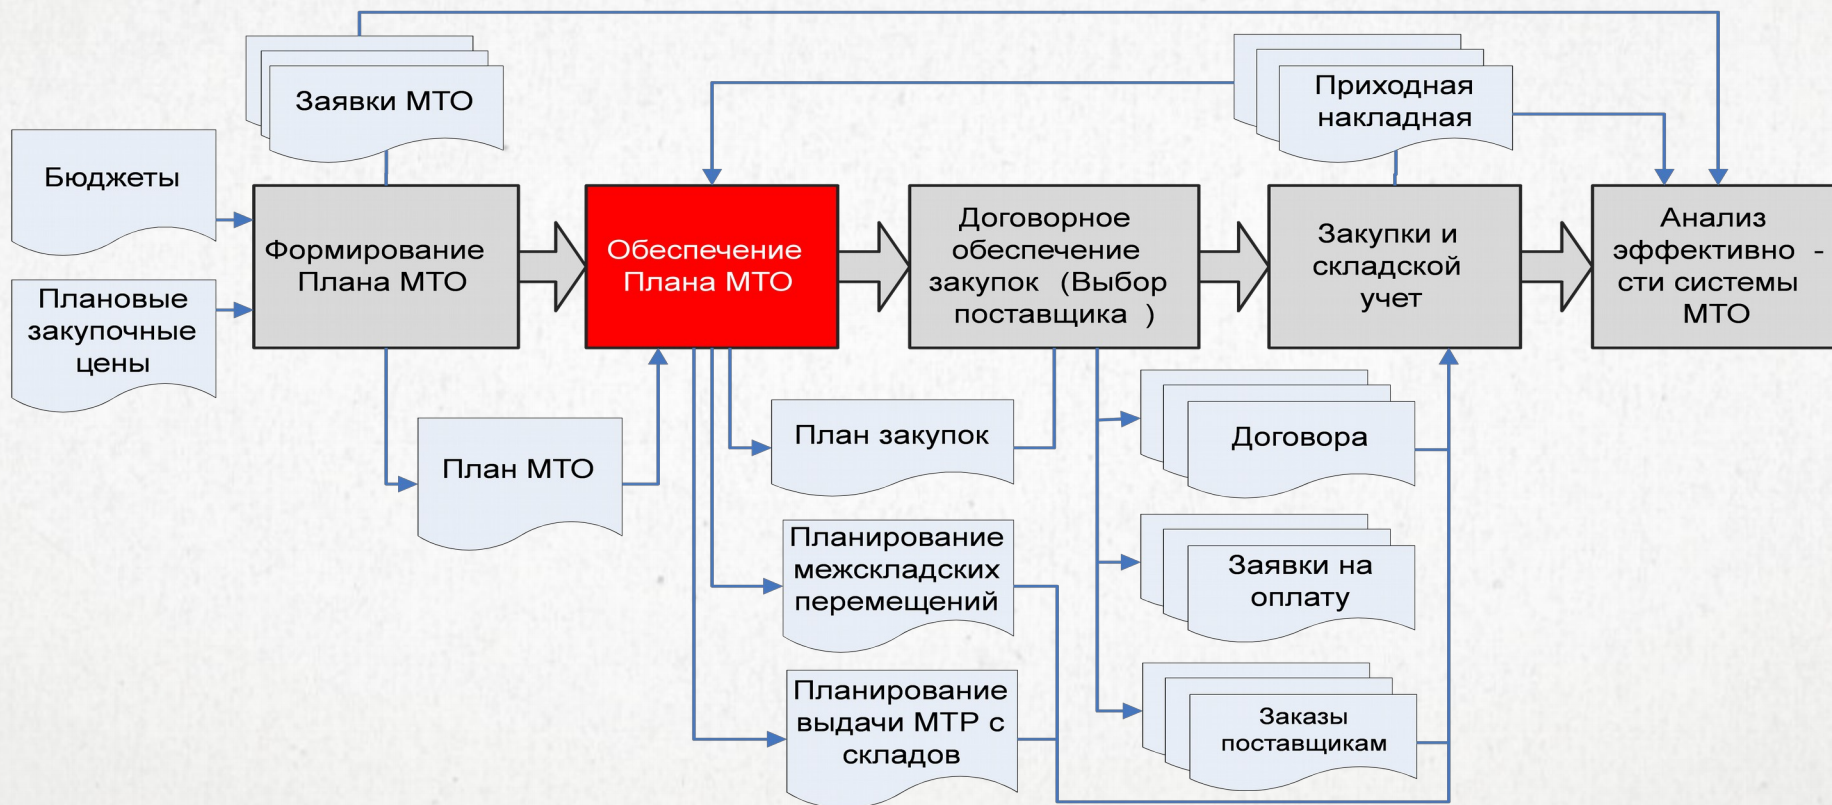 Заявки МТО
Приходная
накладная
Бюджеты
Плановые
закупочные
цены
Формирование
Плана МТО
Обеспечение
Плана МТО
Договорное
обеспечение
закупок (Выбор
поставщика )
Закупки и
складской
учет
Анализ
эффективно -
сти системы
МТО
План МТО
План закупок
Планирование
межскладских
перемещений
Планирование
выдачи МТР с
складов
Договора
Заявки на
оплату
Заказы
поставщикам